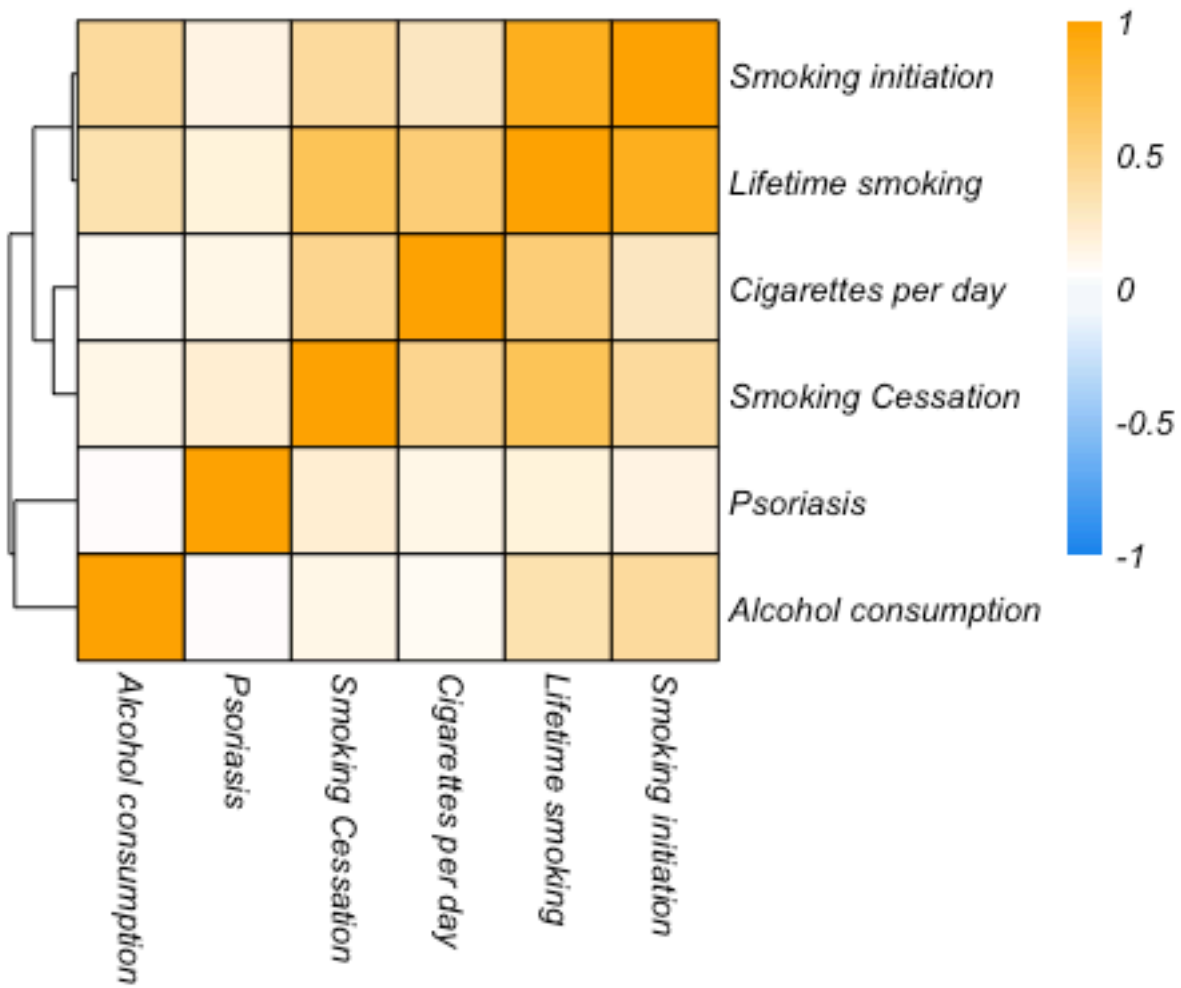 1
Smoking initiation
0.5
Lifetime smoking
Cigarettes per day
0
Smoking Cessation
-0.5
Psoriasis
-1
Alcohol consumption
Alcohol consumption
Psoriasis
Smoking Cessation
Cigarettes per day
Lifetime smoking
Smoking initiation